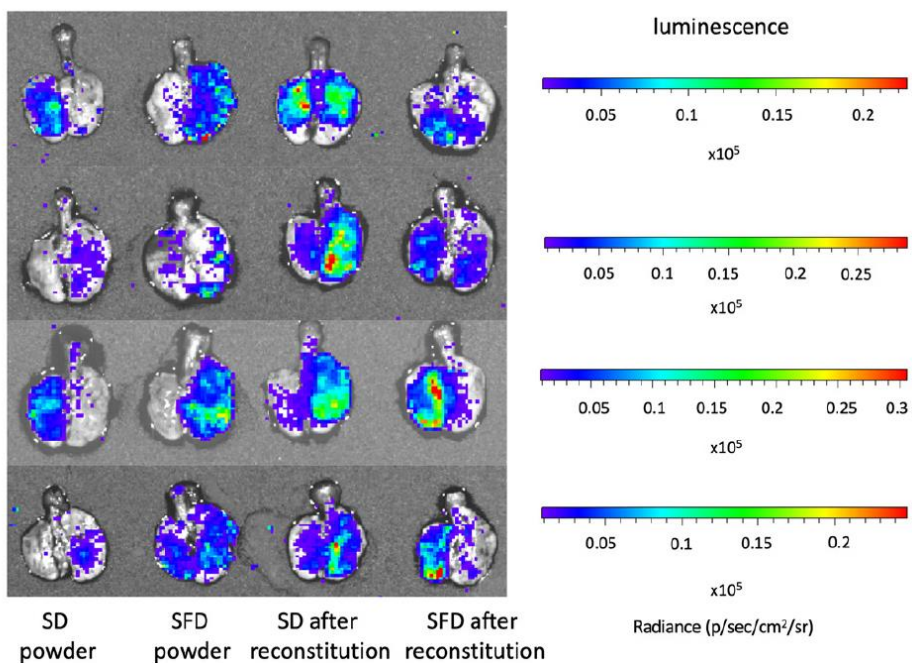 luminescence
0.05 0.1 0.15 0.2
x10⁵
0.05 0.1 0.15 0.2 0.25
x10⁵
0.05 0.1 0.15 0.2 0.25 0.3
x10⁵
0.05 0.1 0.15 0.2
x10⁵
Radiance (p/sec/cm²/sr)
SD SFD SD after SFD after
powder powder reconstitution reconstitution